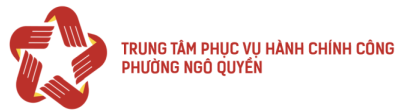 TRUNG TÂM PHỤC VỤ HÀNH CHÍNH CÔNG
PHƯỜNG NGÔ QUYỀN